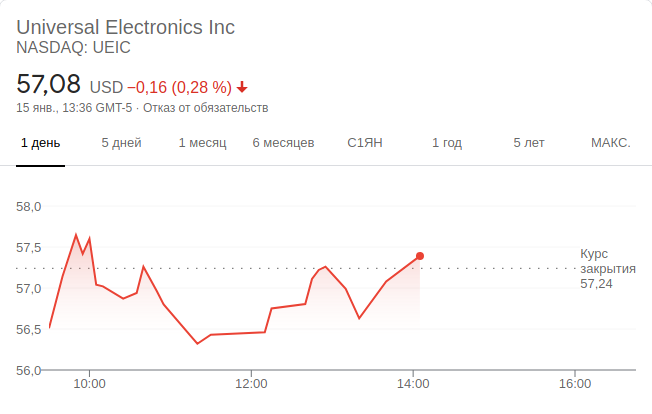 Universal Electronics Inc
NASDAQ: UEIC
57,08 USD −0,16 (0,28 %)
15 янв., 13:36 GMT-5 · Отказ от обязательств
1 день 5 дней 1 месяц 6 месяцев С1ЯН 1 год 5 лет МАКС.
58,0
57,5
Курс
закрытия
57,24
57,0
56,5
56,0
10:00 12:00 14:00 16:00